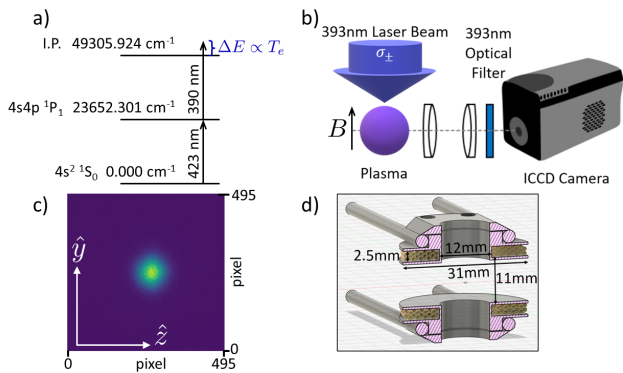 a)
I.P. 49305.924 cm⁻¹
ΔE ∝ Tₑ
390 nm
4s4p ¹P₁ 23652.301 cm⁻¹
423 nm
4s² ¹S₀ 0.000 cm⁻¹
b)
393nm Laser Beam
σ±
393nm
Optical
Filter
B
Plasma
ICCD Camera
c)
495
ŷ
ẑ
pixel
0
0
pixel
495
d)
2.5mm
12mm
31mm
11mm